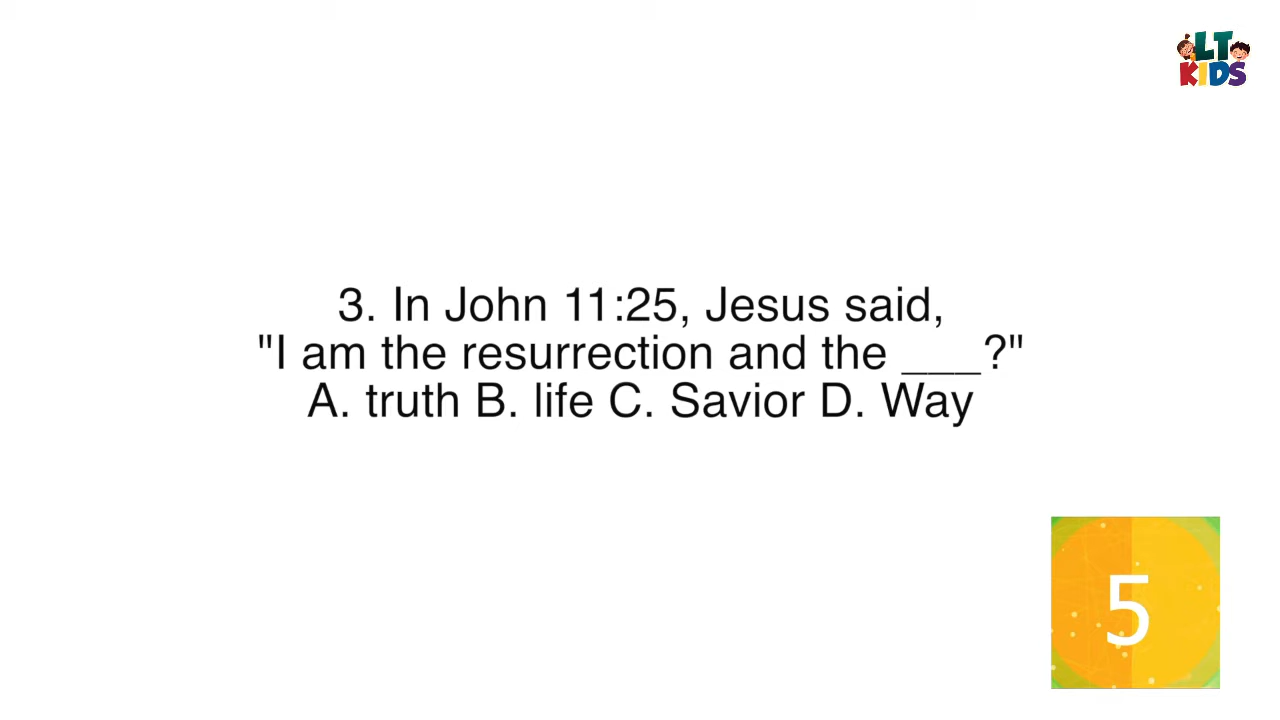 LT
KIDS
3. In John 11:25, Jesus said,
"I am the resurrection and the ___?"
A. truth B. life C. Savior D. Way
5